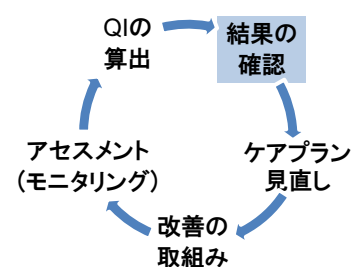 QIの
算出
結果の
確認
ケアプラン
見直し
改善の
取組み
アセスメント
(モニタリング)